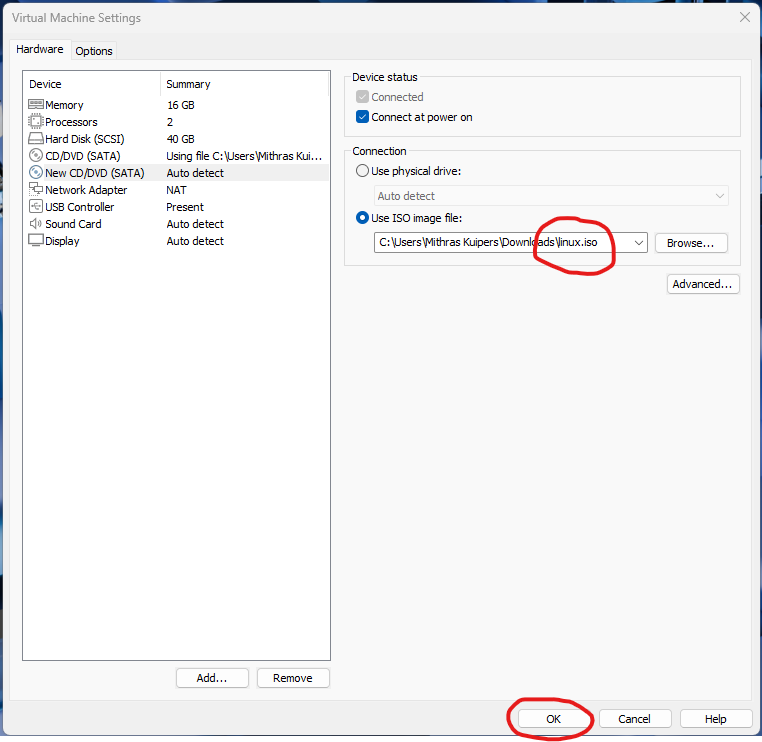 Virtual Machine Settings
Hardware Options
Device Summary
Memory 16 GB
Processors 2
Hard Disk (SCSI) 40 GB
CD/DVD (SATA) Using file C:\Users\Mithras Kui...
New CD/DVD (SATA) Auto detect
Network Adapter NAT
USB Controller Present
Sound Card Auto detect
Display Auto detect
Add... Remove
Device status
Connected
Connect at power on
Connection
Use physical drive:
Auto detect
Use ISO image file:
C:\Users\Mithras Kuipers\Downloads\linux.iso Browse...
Advanced...
OK Cancel Help